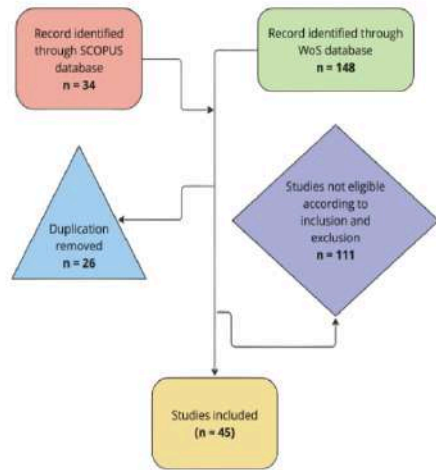 Record identified
through SCOPUS
database
n = 34
Record identified through
WoS database
n = 148
Duplication
removed
n = 26
Studies not eligible
according to
inclusion and
exclusion
n = 111
Studies included
(n = 45)